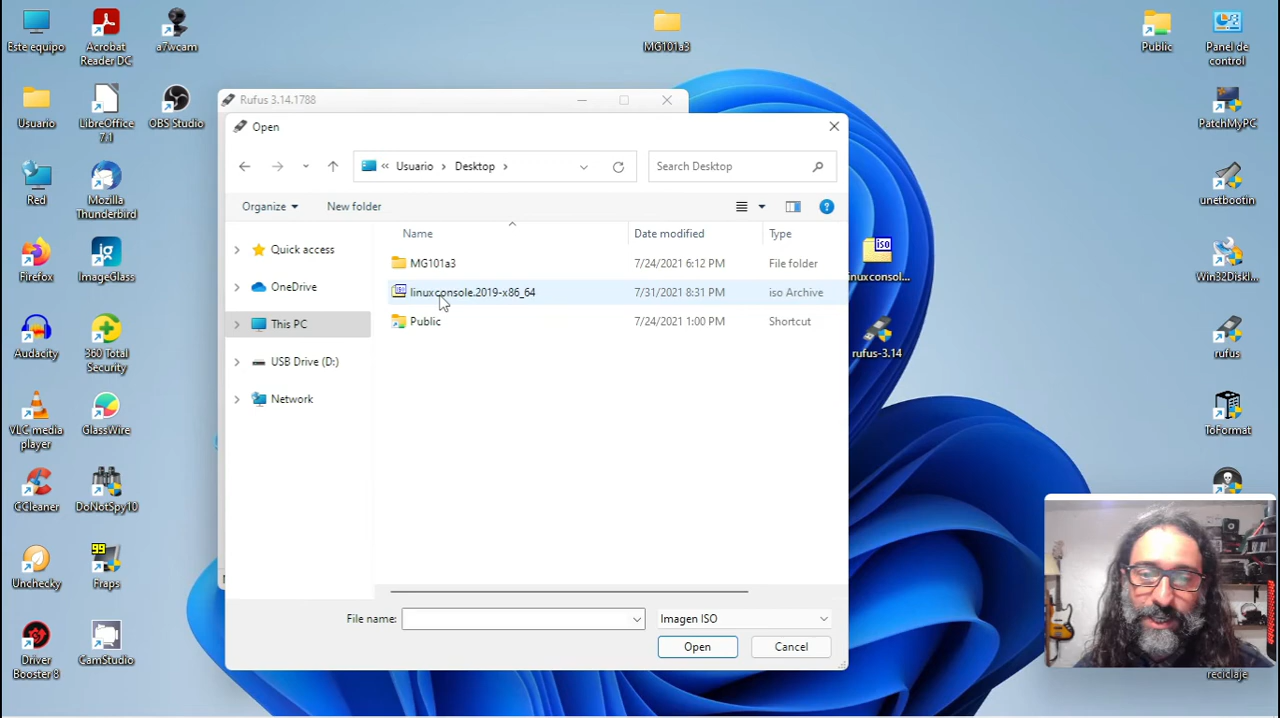 Este equipo
Acrobat
Reader DC
a7wcam
MG101a3
Public
Panel de
control
Usuario
LibreOffice
7.1
OBS Studio
PatchMyPC
Red
Mozilla
Thunderbird
unetbootin
Firefox
ImageGlass
iso
linuxconsol...
Win32DiskI...
Audacity
360 Total
Security
rufus-3.14
rufus
VLC media
player
GlassWire
ToFormat
CCleaner
DoNotSpy10
Unchecky
99
Fraps
Driver
Booster 8
CamStudio
reciclaje
Rufus 3.14.1788
Open
« Usuario > Desktop >
Search Desktop
Organize
New folder
Name
Date modified
Type
Quick access
OneDrive
This PC
USB Drive (D:)
Network
MG101a3
7/24/2021 6:12 PM
File folder
linuxconsole.2019-x86_64
7/31/2021 8:31 PM
iso Archive
Public
7/24/2021 1:00 PM
Shortcut
File name:
Imagen ISO
Open
Cancel